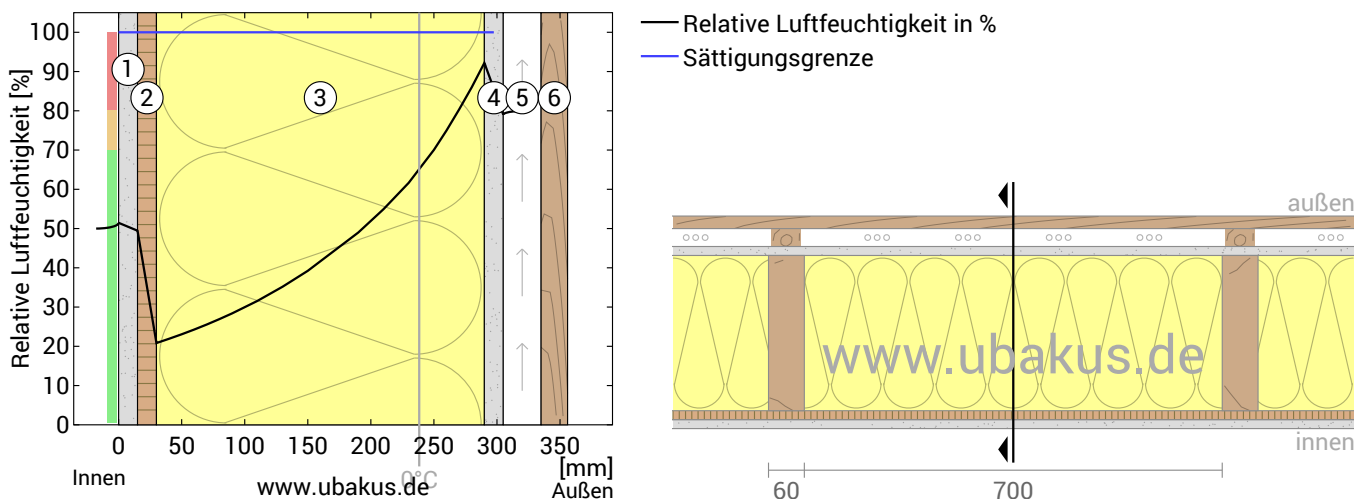 Relative Luftfeuchtigkeit [%]
100
90
80
70
60
50
40
30
20
10
0
1
2
3
4
5
6
0 50 100 150 200 250 300 350
[mm]
Innen
www.ubakus.de
0°C
Außen
Relative Luftfeuchtigkeit in %
Sättigungsgrenze
außen
www.ubakus.de
innen
60 700